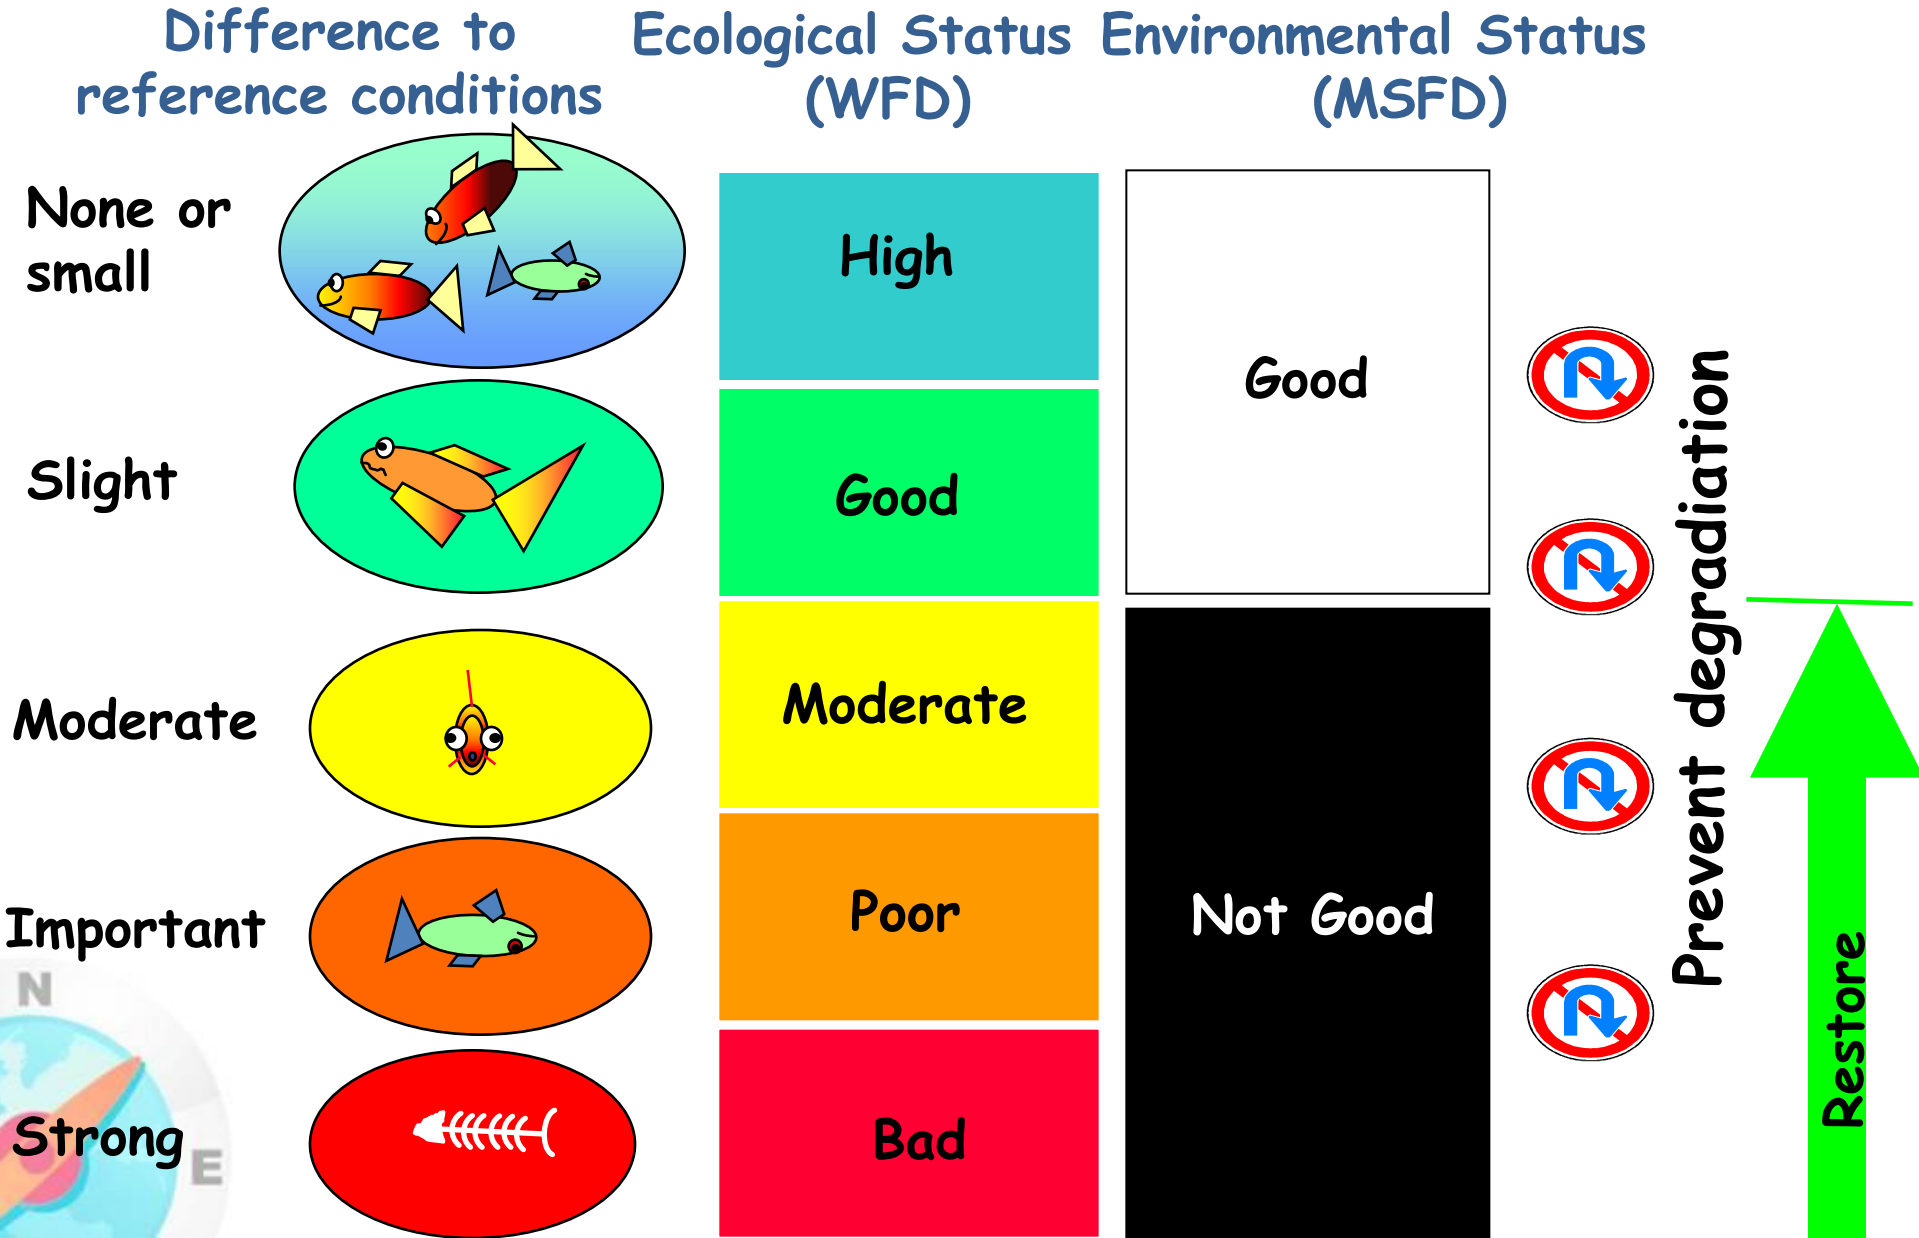 Difference to
reference conditions
Ecological Status
(WFD)
Environmental Status
(MSFD)
None or
small
High
Good
Slight
Good
Moderate
Moderate
Important
Poor
Not Good
Strong
Bad
Prevent degradiation
Restore
N
E